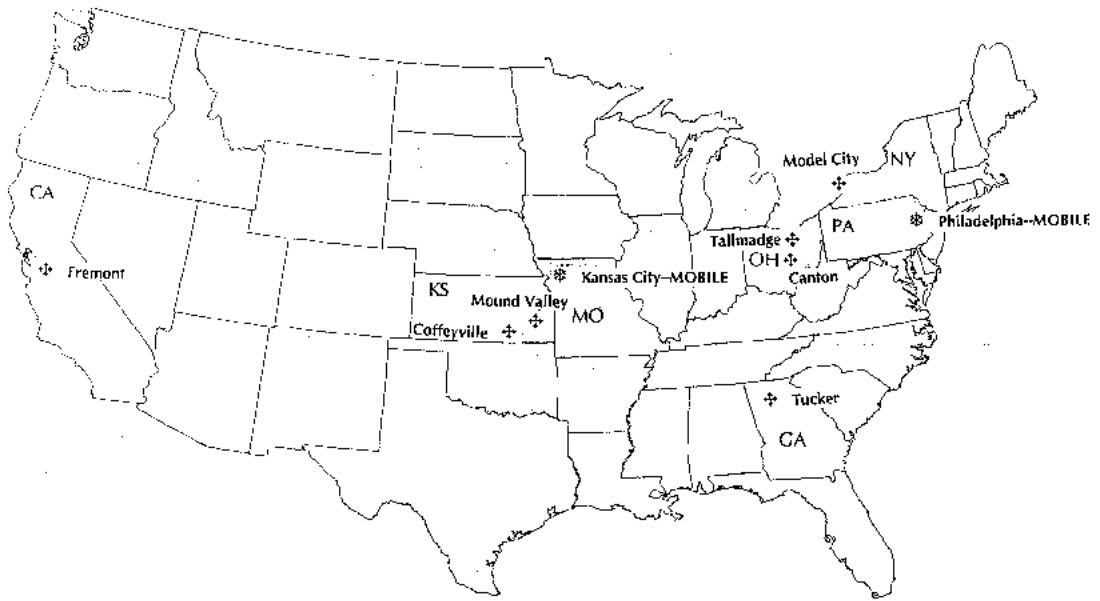 Model City
NY
CA
PA
Philadelphia--MOBILE
Tallmadge
OH
Fremont
Kansas City--MOBILE
Canton
KS
Mound Valley
MO
Coffeyville
Tucker
GA